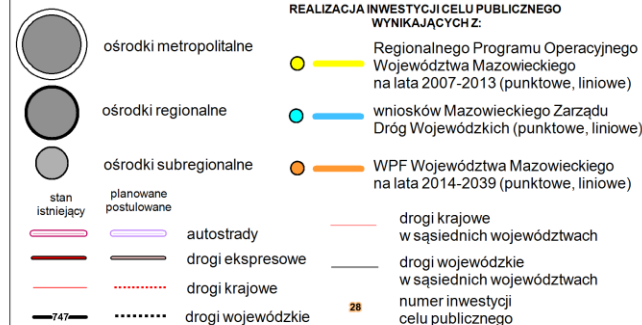 ośrodki metropolitalne
ośrodki regionalne
ośrodki subregionalne
stan
istniejący
planowane
postulowane
autostrady
drogi ekspresowe
drogi krajowe
747
drogi wojewódzkie
REALIZACJA INWESTYCJI CELU PUBLICZNEGO
WYNIKAJĄCYCH Z:
Regionalnego Programu Operacyjnego
Województwa Mazowieckiego
na lata 2007-2013 (punktowe, liniowe)
wniosków Mazowieckiego Zarządu
Dróg Wojewódzkich (punktowe, liniowe)
WPF Województwa Mazowieckiego
na lata 2014-2039 (punktowe, liniowe)
drogi krajowe
w sąsiednich województwach
drogi wojewódzkie
w sąsiednich województwach
28
numer inwestycji
celu publicznego